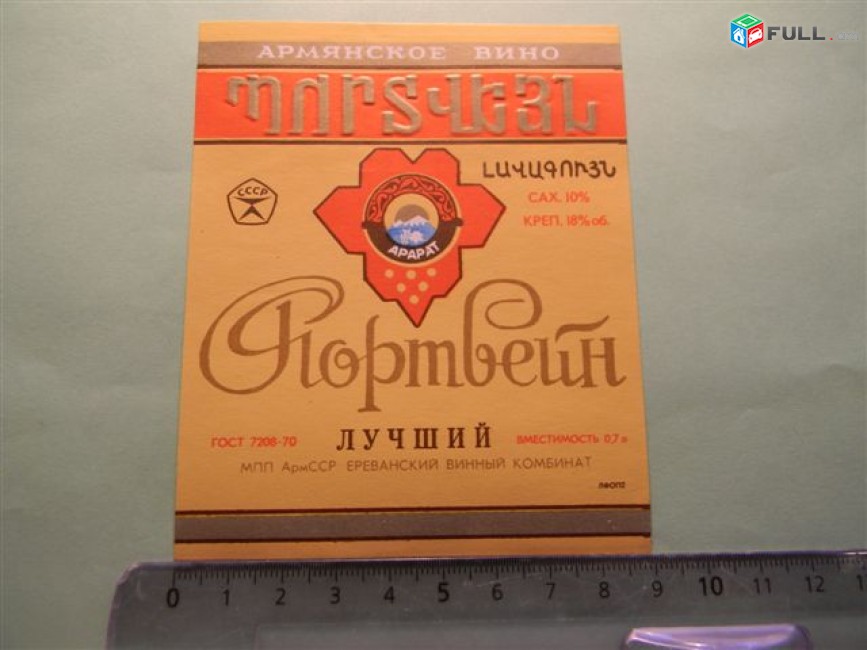 FULL
АРМЯНСКОЕ ВИНО
ՊՈՐՏՎԵՅՆ
ԼԱՎԱԳՈՒՅՆ
СССР
САХ. 10%
КРЕП. 18% об.
АРАРАТ
Портвейн
ГОСТ 7208-70 ЛУЧШИЙ ВМЕСТИМОСТЬ 0,7 л
МПП АрмССР ЕРЕВАНСКИЙ ВИННЫЙ КОМБИНАТ
0 1 2 3 4 5 6 7 8 9 10 11 12 13